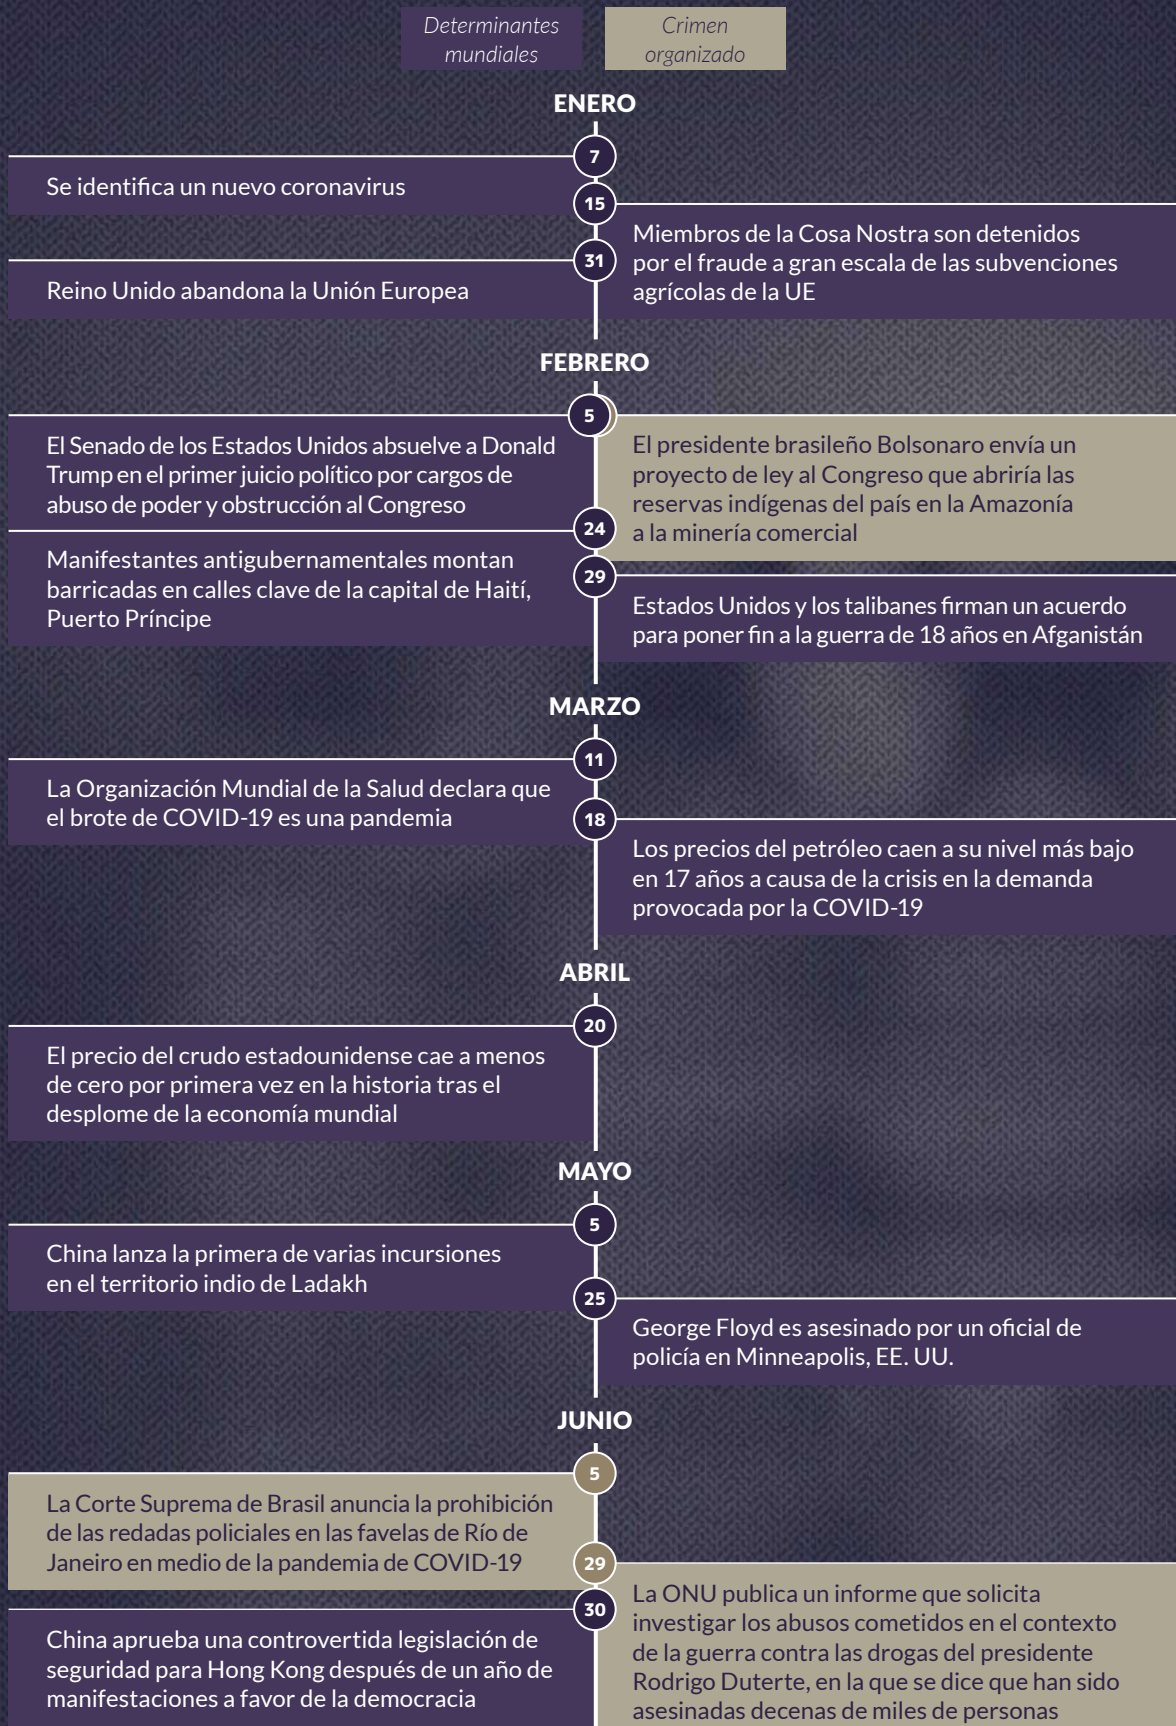 Determinantes
mundiales
Crimen
organizado
ENERO
7
Se identifica un nuevo coronavirus
15
Miembros de la Cosa Nostra son detenidos
por el fraude a gran escala de las subvenciones
agrícolas de la UE
31
Reino Unido abandona la Unión Europea
FEBRERO
5
El Senado de los Estados Unidos absuelve a Donald
Trump en el primer juicio político por cargos de
abuso de poder y obstrucción al Congreso
El presidente brasileño Bolsonaro envía un
proyecto de ley al Congreso que abriría las
reservas indígenas del país en la Amazonía
a la minería comercial
24
Manifestantes antigubernamentales montan
barricadas en calles clave de la capital de Haití,
Puerto Príncipe
29
Estados Unidos y los talibanes firman un acuerdo
para poner fin a la guerra de 18 años en Afganistán
MARZO
11
La Organización Mundial de la Salud declara que
el brote de COVID-19 es una pandemia
18
Los precios del petróleo caen a su nivel más bajo
en 17 años a causa de la crisis en la demanda
provocada por la COVID-19
ABRIL
20
El precio del crudo estadounidense cae a menos
de cero por primera vez en la historia tras el
desplome de la economía mundial
MAYO
5
China lanza la primera de varias incursiones
en el territorio indio de Ladakh
25
George Floyd es asesinado por un oficial de
policía en Minneapolis, EE. UU.
JUNIO
5
La Corte Suprema de Brasil anuncia la prohibición
de las redadas policiales en las favelas de Río de
Janeiro en medio de la pandemia de COVID-19
29
La ONU publica un informe que solicita
investigar los abusos cometidos en el contexto
de la guerra contra las drogas del presidente
Rodrigo Duterte, en la que se dice que han sido
asesinadas decenas de miles de personas
30
China aprueba una controvertida legislación de
seguridad para Hong Kong después de un año de
manifestaciones a favor de la democracia